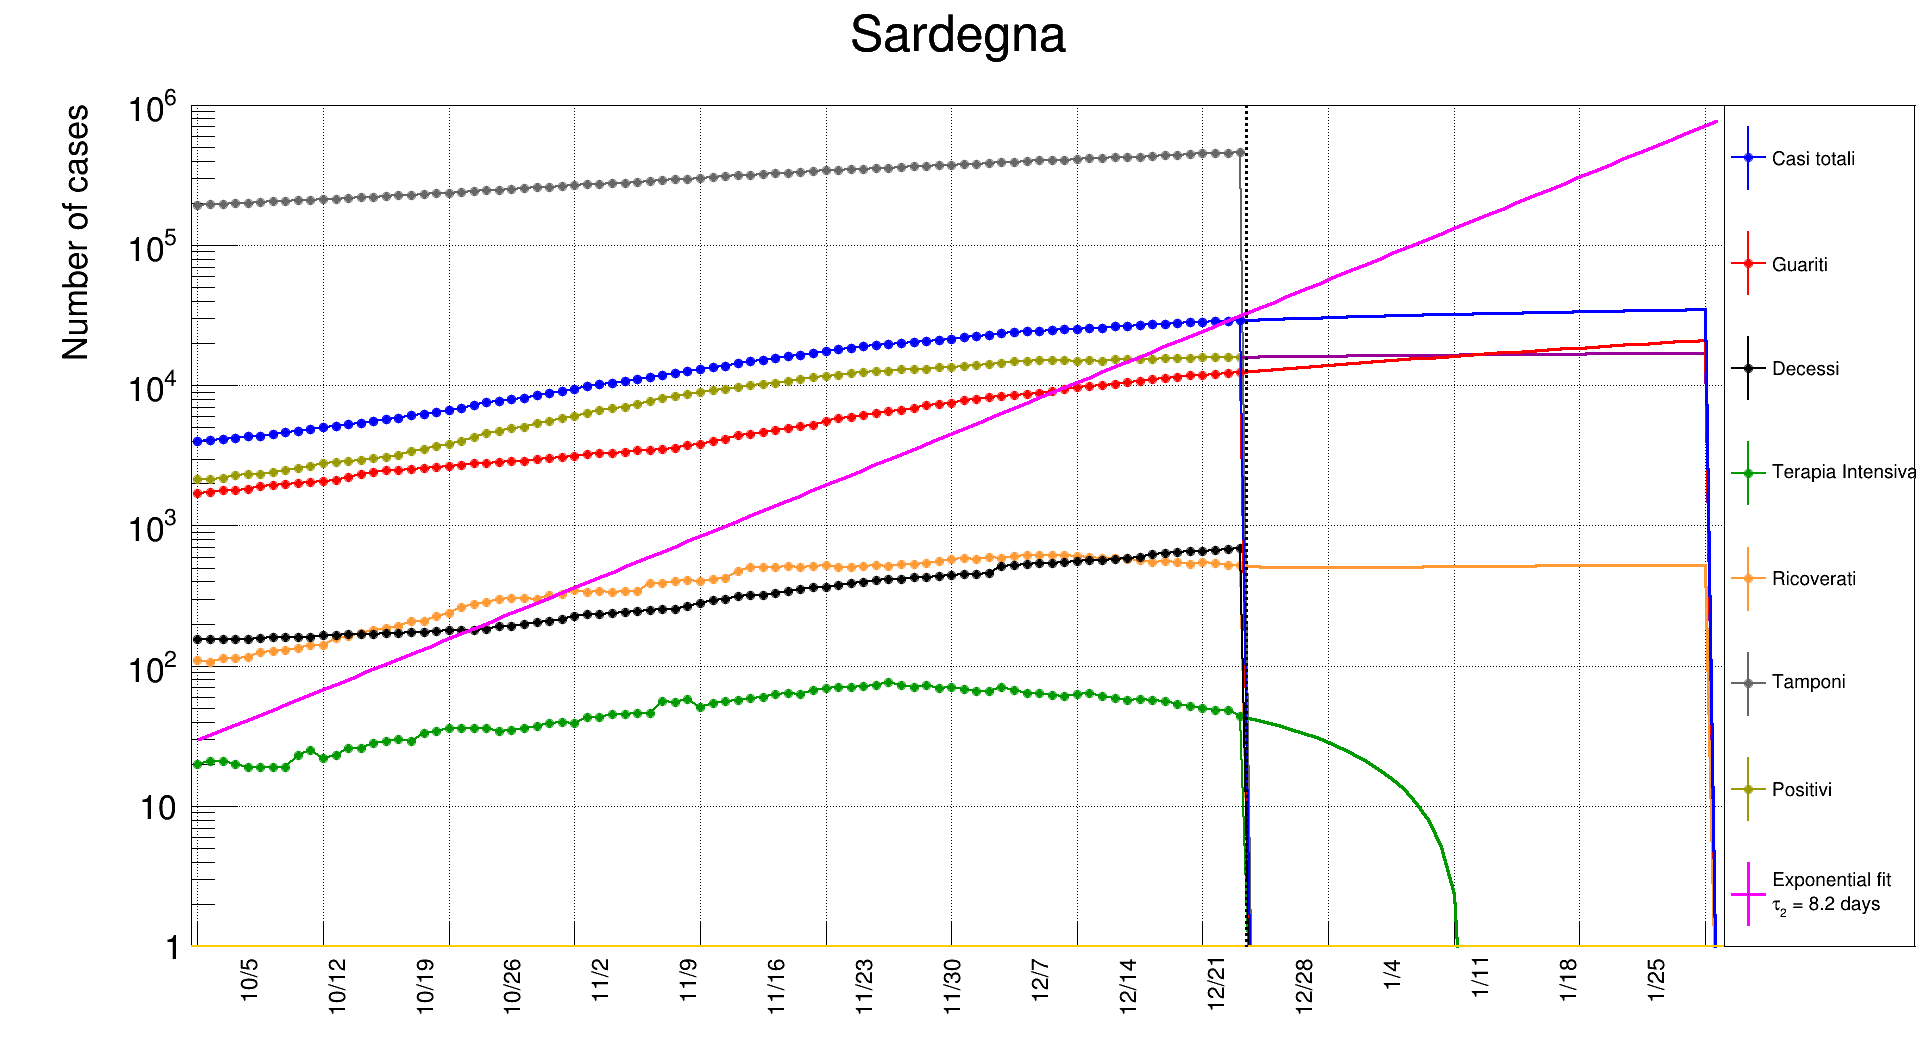 Sardegna
Number of cases
10^6
10^5
10^4
10^3
10^2
10
1
10/5
10/12
10/19
10/26
11/2
11/9
11/16
11/23
11/30
12/7
12/14
12/21
12/28
1/4
1/11
1/18
1/25
Casi totali
Guariti
Decessi
Terapia Intensiva
Ricoverati
Tamponi
Positivi
Exponential fit
τ₂ = 8.2 days